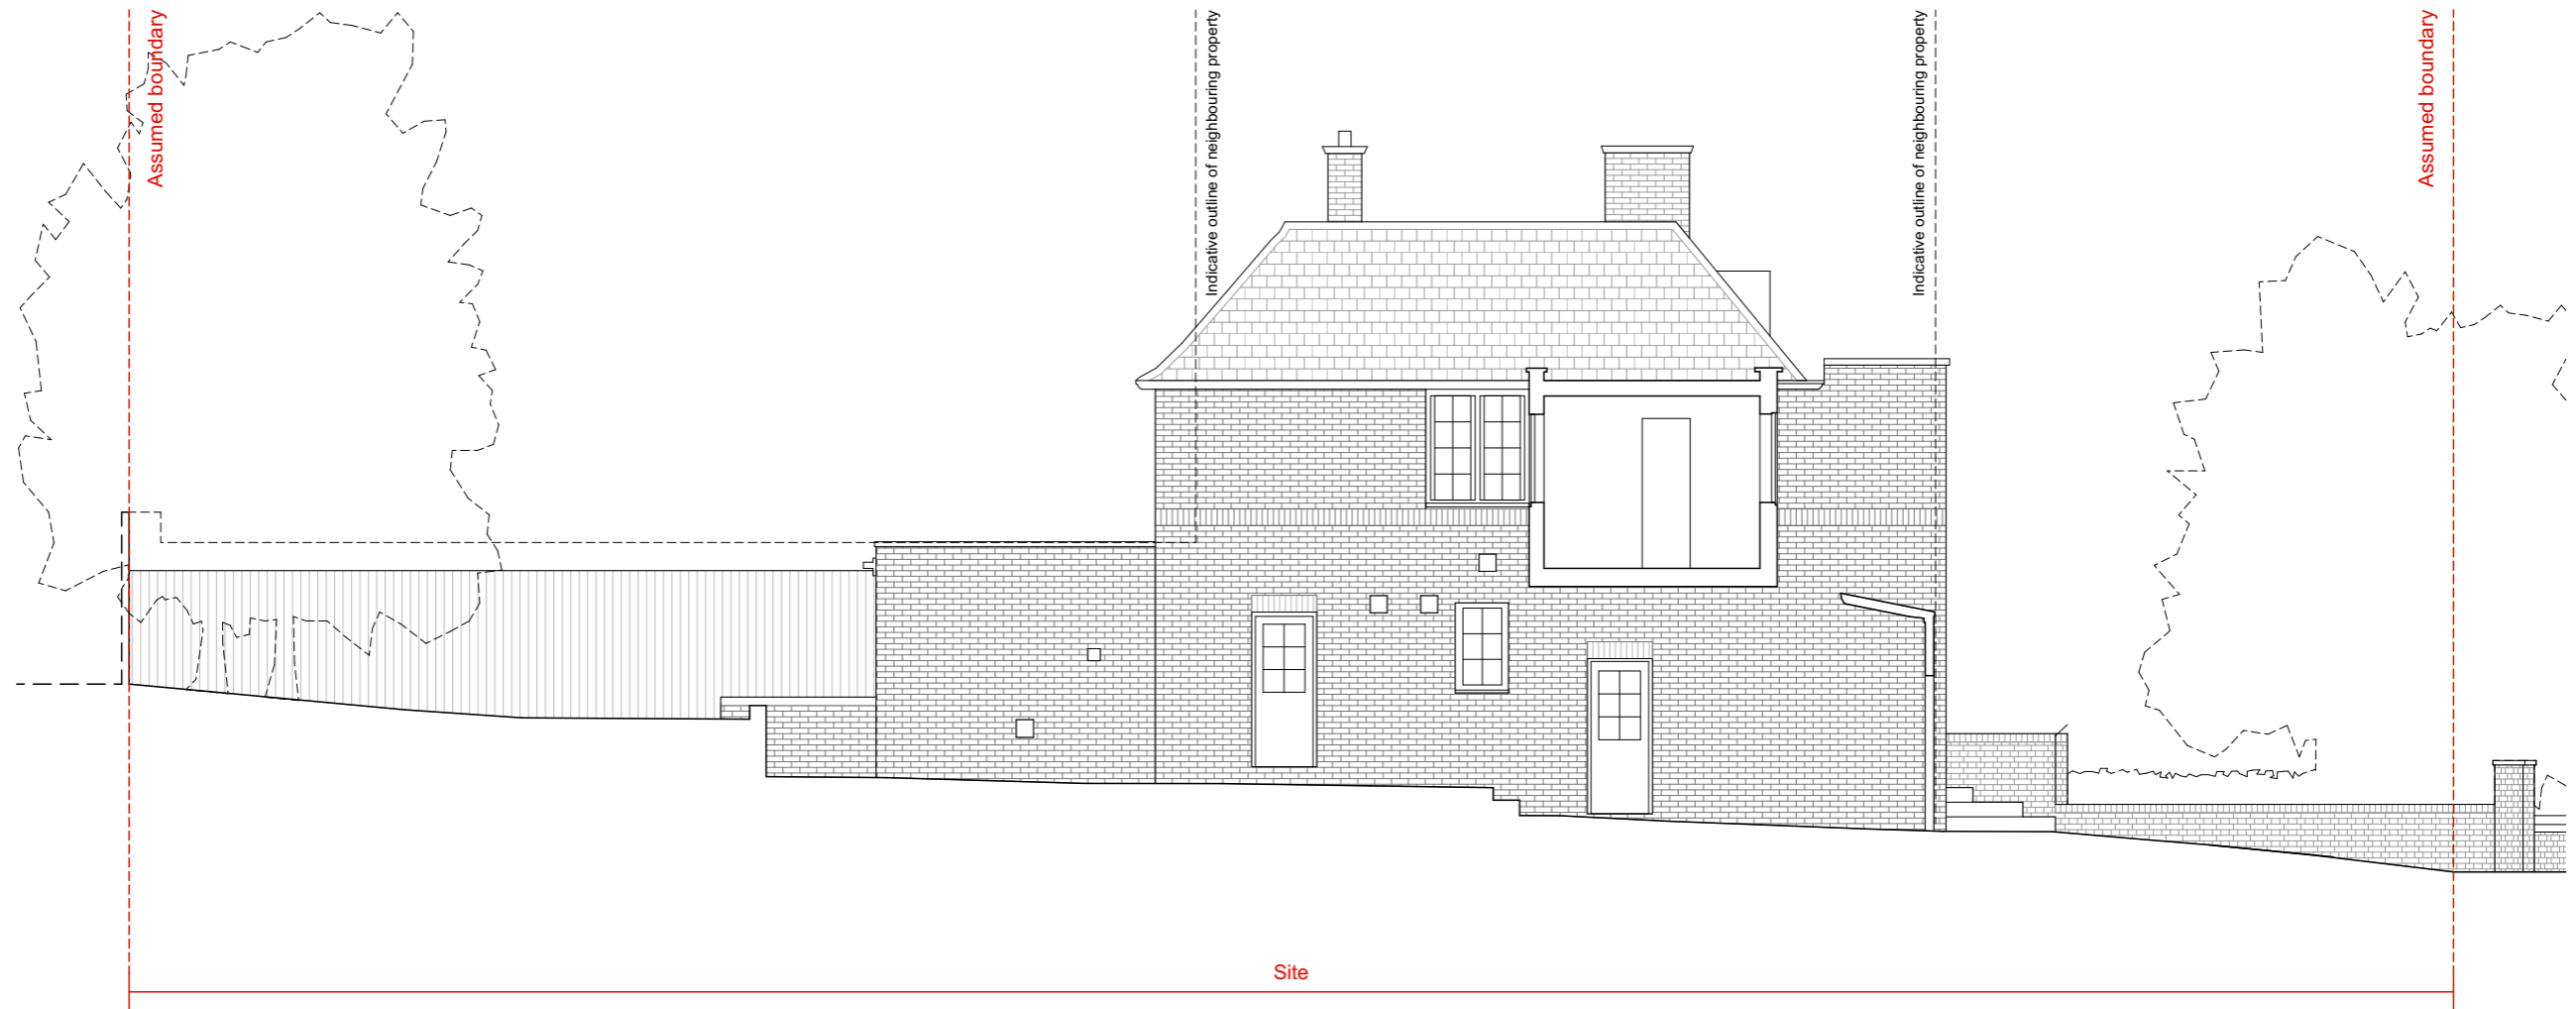 Assumed boundary
Indicative outline of neighbouring property
Indicative outline of neighbouring property
Assumed boundary
Site